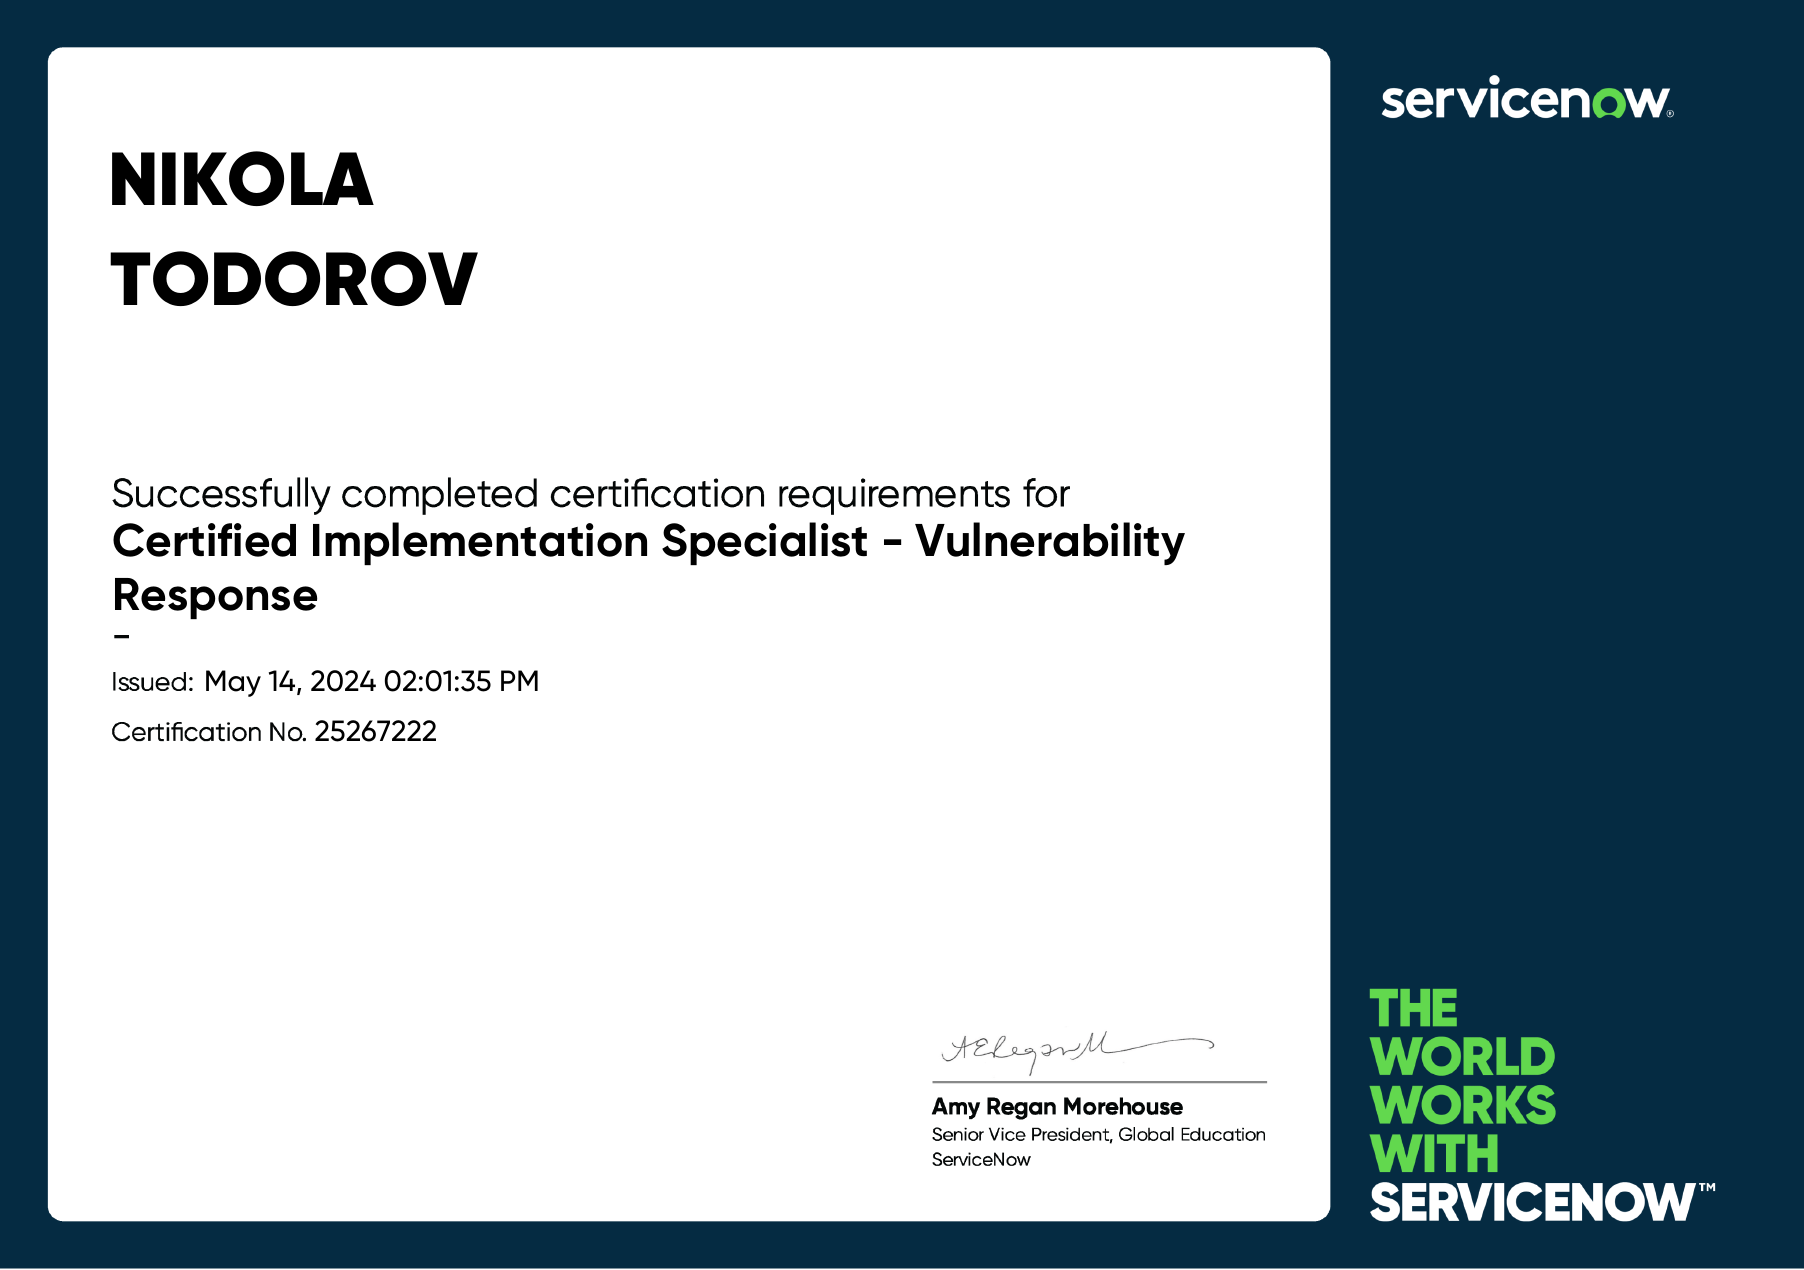 NIKOLA
TODOROV
Successfully completed certification requirements for
Certified Implementation Specialist - Vulnerability
Response
–
Issued: May 14, 2024 02:01:35 PM
Certification No. 25267222
Amy Regan Morehouse
Senior Vice President, Global Education
ServiceNow
servicenow®
THE
WORLD
WORKS
WITH
SERVICENOW™